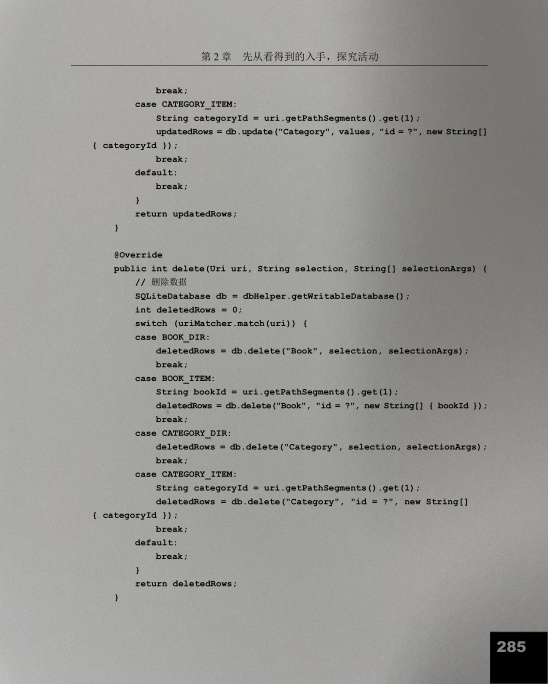 第 2 章 先从看得到的入手，探究活动
break;
case CATEGORY_ITEM:
String categoryId = uri.getPathSegments().get(1);
updatedRows = db.update("Category", values, "id = ?", new String[]
{ categoryId });
break;
default:
break;
}
return updatedRows;
}
@Override
public int delete(Uri uri, String selection, String[] selectionArgs) {
// 删除数据
SQLiteDatabase db = dbHelper.getWritableDatabase();
int deletedRows = 0;
switch (uriMatcher.match(uri)) {
case BOOK_DIR:
deletedRows = db.delete("Book", selection, selectionArgs);
break;
case BOOK_ITEM:
String bookId = uri.getPathSegments().get(1);
deletedRows = db.delete("Book", "id = ?", new String[] { bookId });
break;
case CATEGORY_DIR:
deletedRows = db.delete("Category", selection, selectionArgs);
break;
case CATEGORY_ITEM:
String categoryId = uri.getPathSegments().get(1);
deletedRows = db.delete("Category", "id = ?", new String[]
{ categoryId });
break;
default:
break;
}
return deletedRows;
}
285